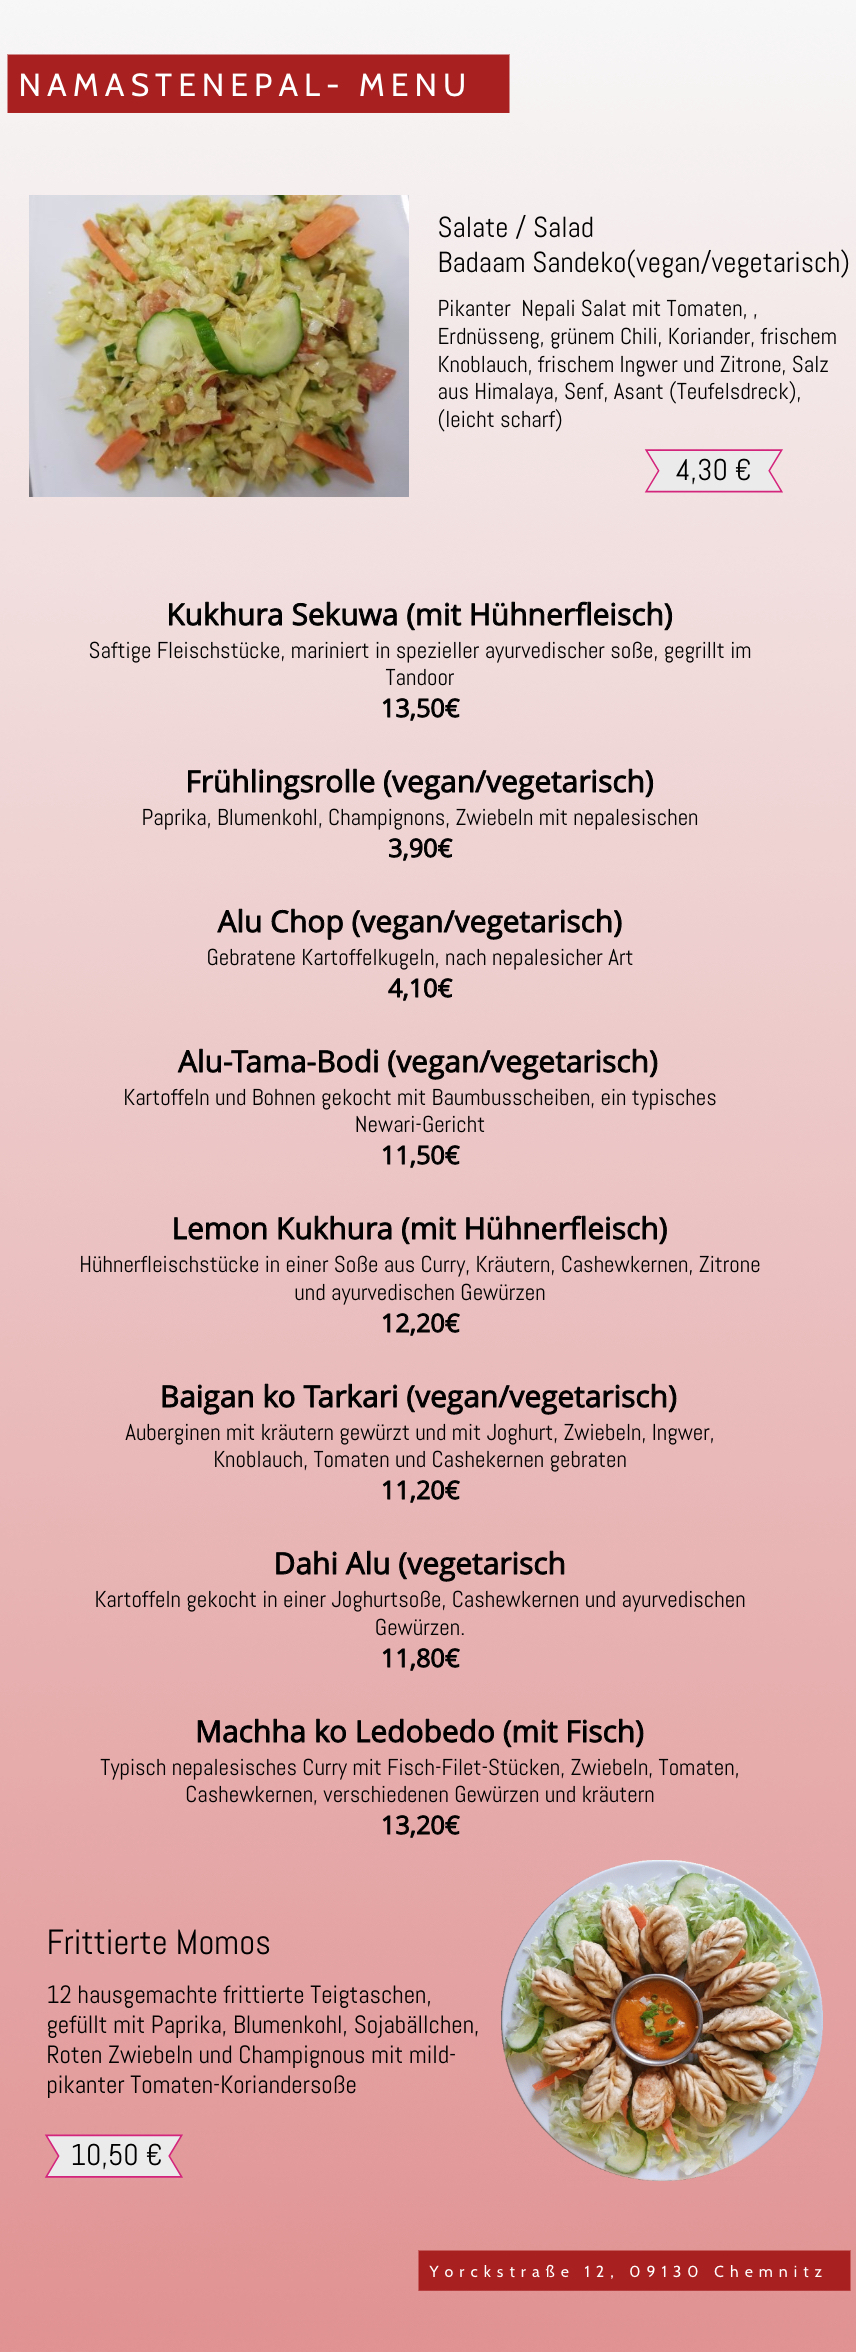 NAMASTENEPAL- MENU
Salate / Salad
Badaam Sandeko(vegan/vegetarisch)
Pikanter Nepali Salat mit Tomaten, ,
Erdnüsseng, grünem Chili, Koriander, frischem
Knoblauch, frischem Ingwer und Zitrone, Salz
aus Himalaya, Senf, Asant (Teufelsdreck),
(leicht scharf)
4,30 €
Kukhura Sekuwa (mit Hühnerfleisch)
Saftige Fleischstücke, mariniert in spezieller ayurvedischer soße, gegrillt im
Tandoor
13,50€
Frühlingsrolle (vegan/vegetarisch)
Paprika, Blumenkohl, Champignons, Zwiebeln mit nepalesischen
3,90€
Alu Chop (vegan/vegetarisch)
Gebratene Kartoffelkugeln, nach nepalesicher Art
4,10€
Alu-Tama-Bodi (vegan/vegetarisch)
Kartoffeln und Bohnen gekocht mit Baumbusscheiben, ein typisches
Newari-Gericht
11,50€
Lemon Kukhura (mit Hühnerfleisch)
Hühnerfleischstücke in einer Soße aus Curry, Kräutern, Cashewkernen, Zitrone
und ayurvedischen Gewürzen
12,20€
Baigan ko Tarkari (vegan/vegetarisch)
Auberginen mit kräutern gewürzt und mit Joghurt, Zwiebeln, Ingwer,
Knoblauch, Tomaten und Cashekernen gebraten
11,20€
Dahi Alu (vegetarisch
Kartoffeln gekocht in einer Joghurtsoße, Cashewkernen und ayurvedischen
Gewürzen.
11,80€
Machha ko Ledobedo (mit Fisch)
Typisch nepalesisches Curry mit Fisch-Filet-Stücken, Zwiebeln, Tomaten,
Cashewkernen, verschiedenen Gewürzen und kräutern
13,20€
Frittierte Momos
12 hausgemachte frittierte Teigtaschen,
gefüllt mit Paprika, Blumenkohl, Sojabällchen,
Roten Zwiebeln und Champignous mit mild-
pikanter Tomaten-Koriandersoße
10,50 €
Yorckstraße 12, 09130 Chemnitz